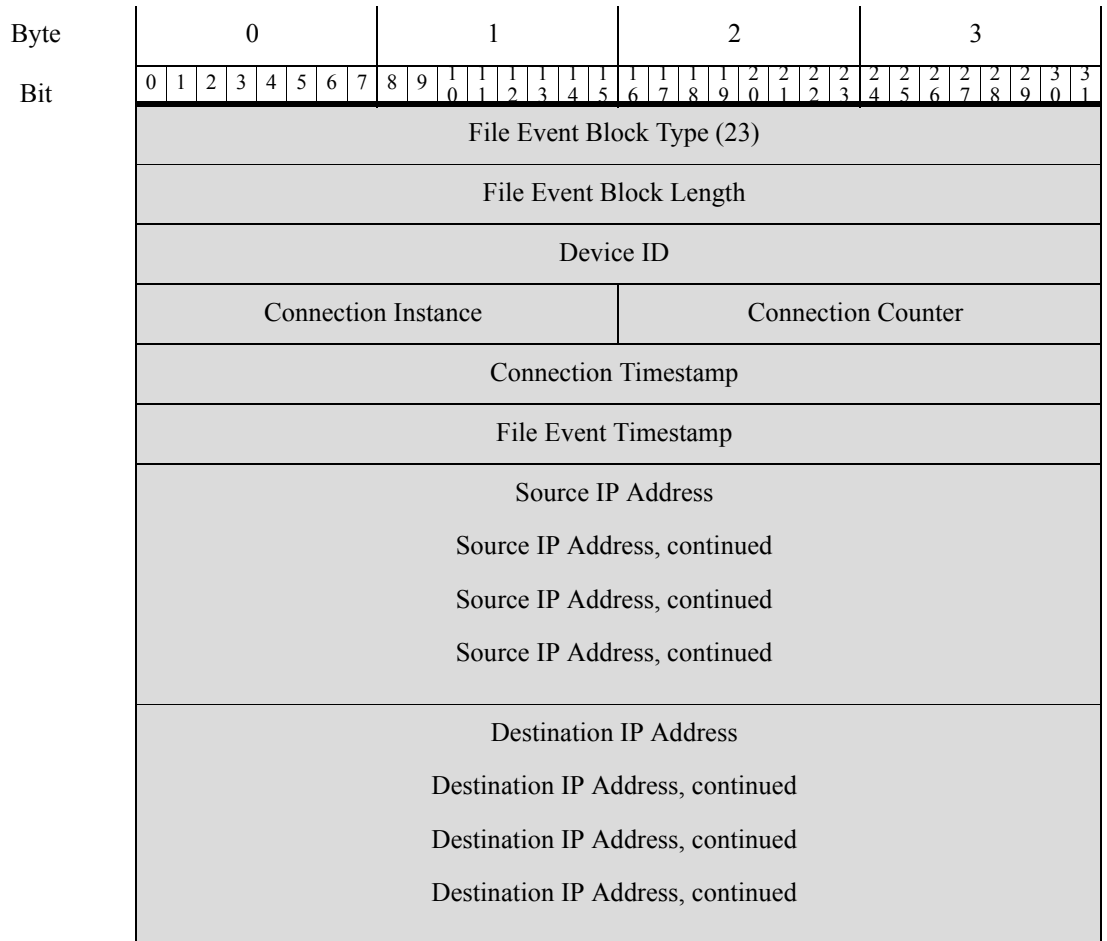 Byte 0 1 2 3
Bit 0 1 2 3 4 5 6 7 8 9 10 11 12 13 14 15 16 17 18 19 20 21 22 23 24 25 26 27 28 29 30 31
File Event Block Type (23)
File Event Block Length
Device ID
Connection Instance Connection Counter
Connection Timestamp
File Event Timestamp
Source IP Address
Source IP Address, continued
Source IP Address, continued
Source IP Address, continued
Destination IP Address
Destination IP Address, continued
Destination IP Address, continued
Destination IP Address, continued